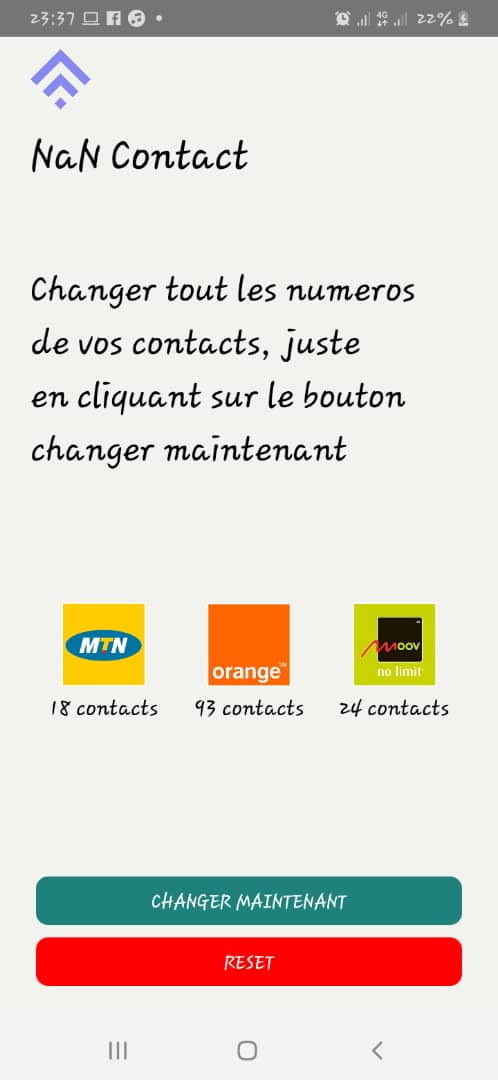 23:37
4G
22%
NaN Contact
Changer tout les numeros
de vos contacts, juste
en cliquant sur le bouton
changer maintenant
MTN
orange™
moov
no limit
18 contacts
93 contacts
24 contacts
CHANGER MAINTENANT
RESET